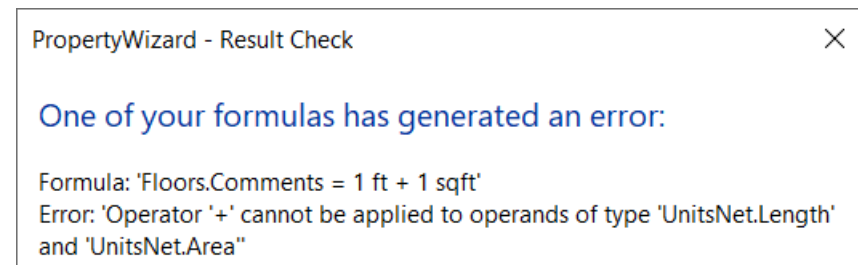 PropertyWizard - Result Check
One of your formulas has generated an error:
Formula: 'Floors.Comments = 1 ft + 1 sqft'
Error: 'Operator '+' cannot be applied to operands of type 'UnitsNet.Length'
and 'UnitsNet.Area''